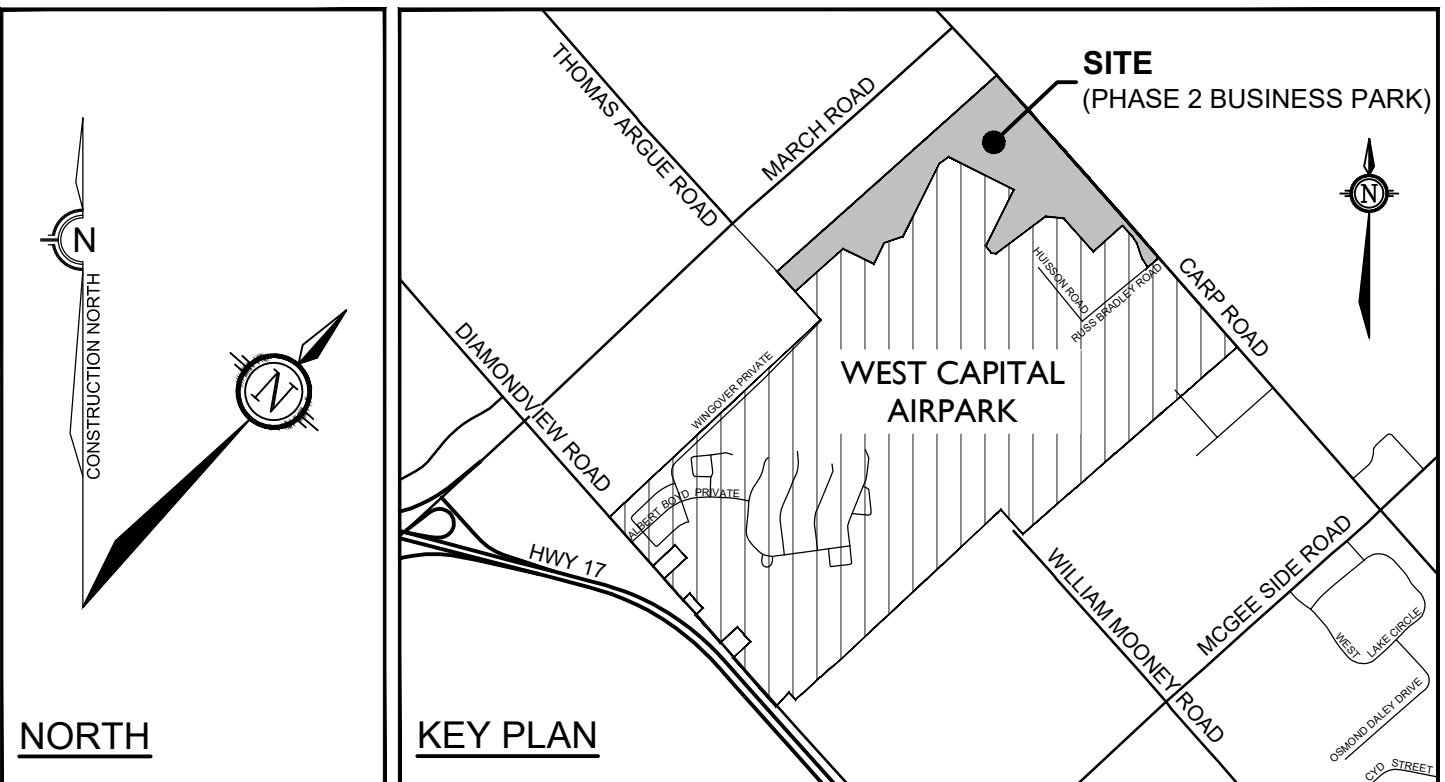 N
CONSTRUCTION NORTH
N
NORTH
THOMAS ARGUE ROAD
MARCH ROAD
SITE
(PHASE 2 BUSINESS PARK)
N
HUISSON ROAD
RUSS BRADLEY ROAD
CARP ROAD
DIAMONDVIEW ROAD
WINGOVER PRIVATE
WEST CAPITAL
AIRPARK
ALBERT BOYD PRIVATE
HWY 17
WILLIAM MOONEY ROAD
MCGEE SIDE ROAD
WEST LAKE CIRCLE
OSMOND DALEY DRIVE
CYD STREET
KEY PLAN